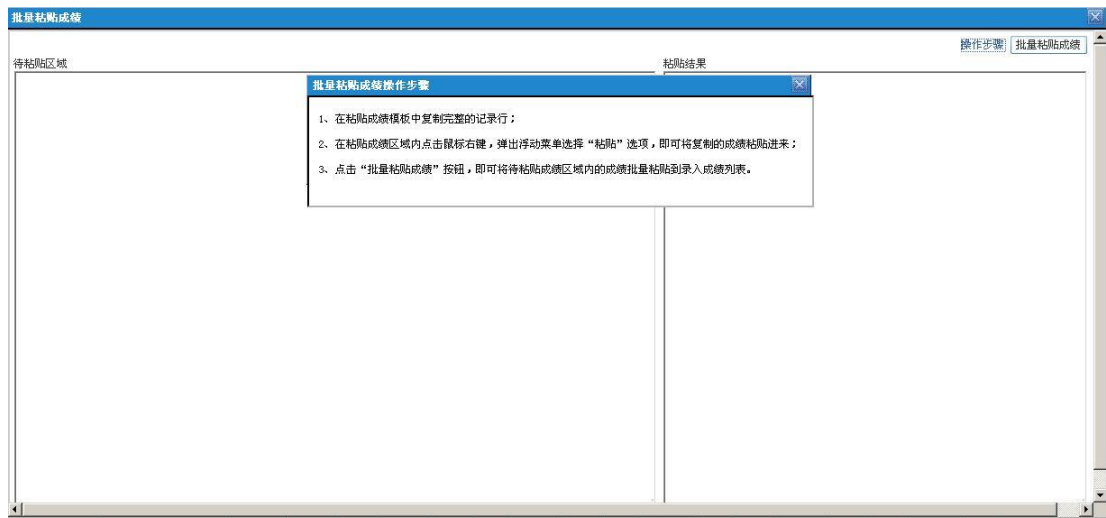 批量粘贴成绩
操作步骤 批量粘贴成绩
待粘贴区域 粘贴结果
批量粘贴成绩操作步骤
1、在粘贴成绩模板中复制完整的记录行；
2、在粘贴成绩区域内点击鼠标右键，弹出浮动菜单选择“粘贴”选项，即可将复制的成绩粘贴进来；
3、点击“批量粘贴成绩”按钮，即可将待粘贴成绩区域内的成绩批量粘贴到录入成绩列表。